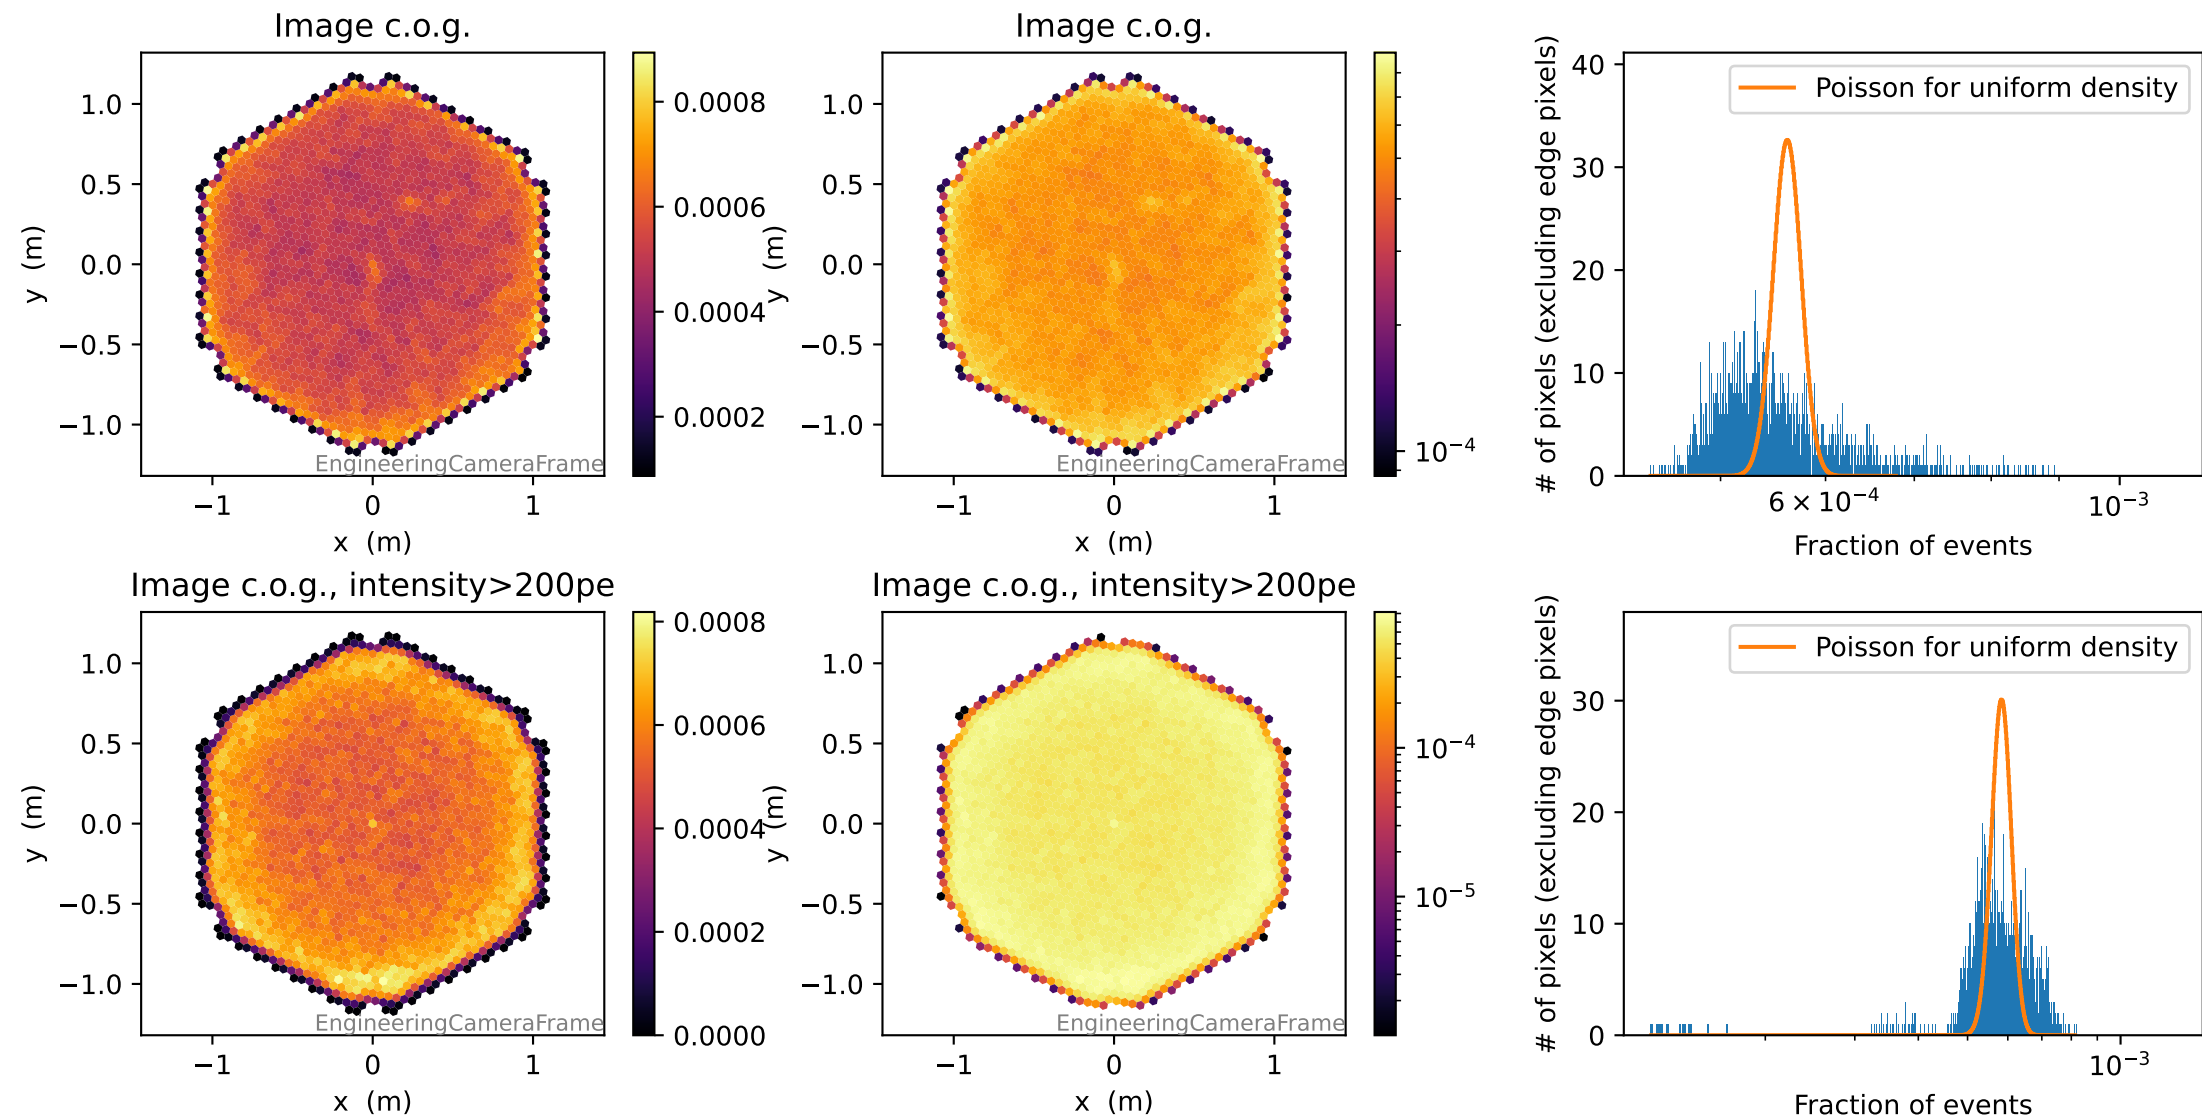 Image c.o.g.
1.0
0.5
0.0
−0.5
−1.0
y (m)
−1
0
1
x (m)
EngineeringCameraFrame
0.0008
0.0006
0.0004
0.0002
Image c.o.g.
1.0
0.5
0.0
−0.5
−1.0
y (m)
−1
0
1
x (m)
EngineeringCameraFrame
10⁻⁴
# of pixels (excluding edge pixels)
40
30
20
10
0
Poisson for uniform density
6 × 10⁻⁴
10⁻³
Fraction of events
Image c.o.g., intensity>200pe
1.0
0.5
0.0
−0.5
−1.0
y (m)
−1
0
1
x (m)
EngineeringCameraFrame
0.0008
0.0006
0.0004
0.0002
0.0000
Image c.o.g., intensity>200pe
1.0
0.5
0.0
−0.5
−1.0
y (m)
−1
0
1
x (m)
EngineeringCameraFrame
10⁻⁴
10⁻⁵
# of pixels (excluding edge pixels)
30
20
10
0
Poisson for uniform density
10⁻³
Fraction of events